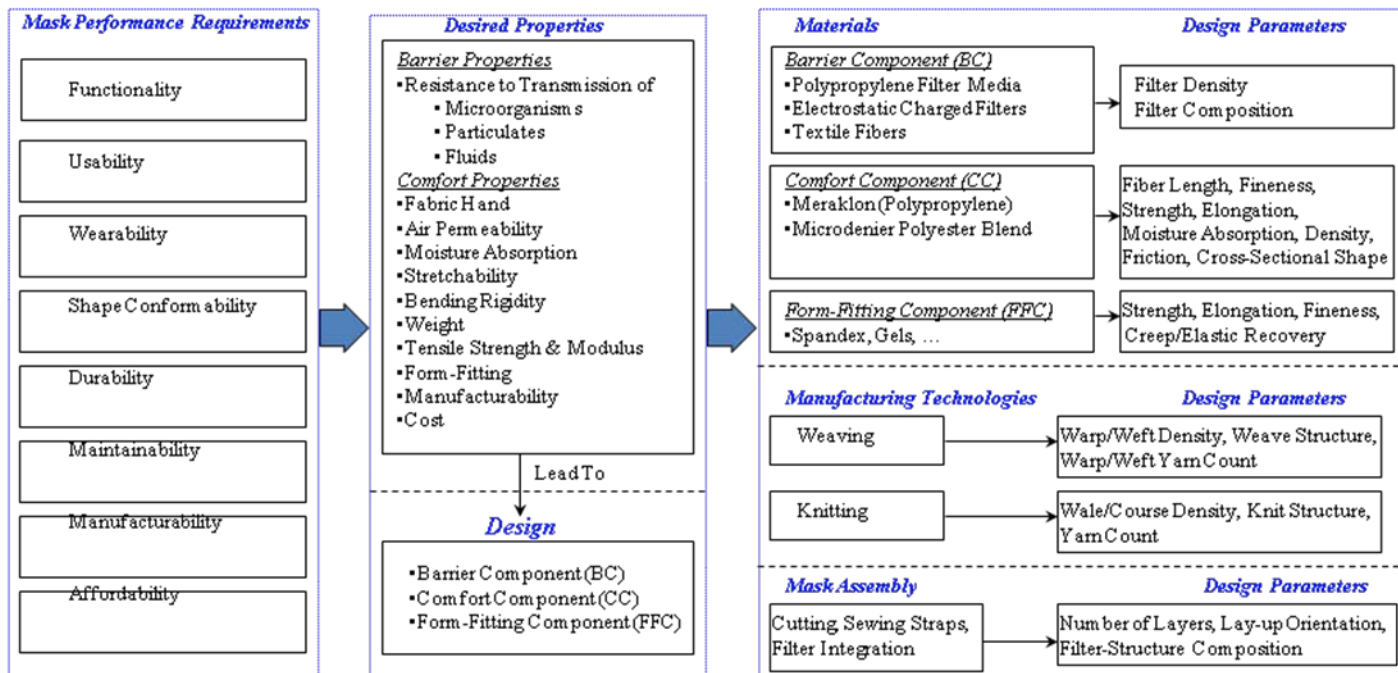 Mask Performance Requirements
Functionality
Usability
Wearability
Shape Conformability
Durability
Maintainability
Manufacturability
Affordability
Desired Properties
Barrier Properties
▪Resistance to Transmission of
▪ Microorganisms
▪ Particulates
▪ Fluids
Comfort Properties
▪Fabric Hand
▪Air Permeability
▪Moisture Absorption
▪Stretchability
▪Bending Rigidity
▪Weight
▪Tensile Strength & Modulus
▪Form-Fitting
▪Manufacturability
▪Cost
Lead To
Design
▪Barrier Component (BC)
▪Comfort Component (CC)
▪Form-Fitting Component (FFC)
Materials
Design Parameters
Barrier Component (BC)
▪Polypropylene Filter Media
▪Electrostatic Charged Filters
▪Textile Fibers
Filter Density
Filter Composition
Comfort Component (CC)
▪Meraklon (Polypropylene)
▪Microdenier Polyester Blend
Fiber Length, Fineness,
Strength, Elongation,
Moisture Absorption, Density,
Friction, Cross-Sectional Shape
Form-Fitting Component (FFC)
▪Spandex, Gels, …
Strength, Elongation, Fineness,
Creep/Elastic Recovery
Manufacturing Technologies
Design Parameters
Weaving
Warp/Weft Density, Weave Structure,
Warp/Weft Yarn Count
Knitting
Wale/Course Density, Knit Structure,
Yarn Count
Mask Assembly
Design Parameters
Cutting, Sewing Straps,
Filter Integration
Number of Layers, Lay-up Orientation,
Filter-Structure Composition